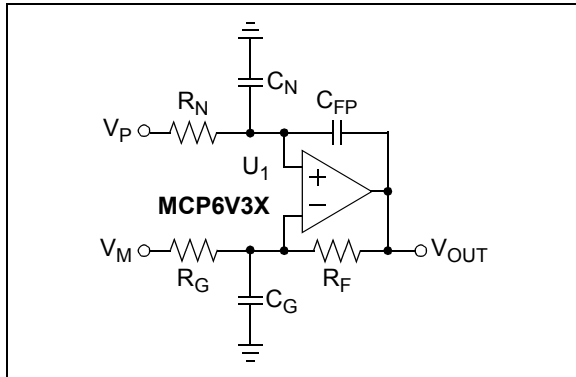 C_N
R_N
C_FP
V_P
U_1
+
MCP6V3X
−
V_M
V_OUT
R_G
R_F
C_G